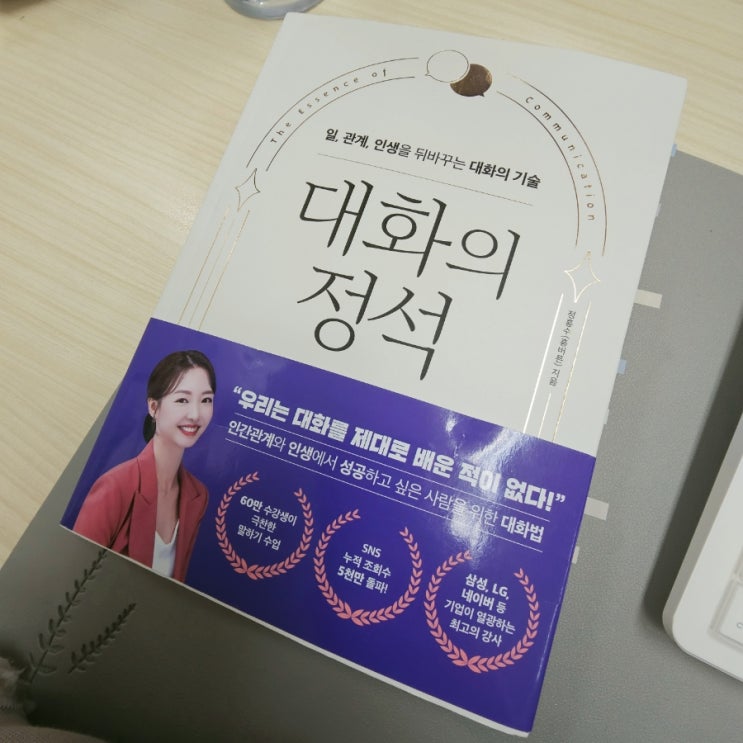 The Essence of Communication
일, 관계, 인생을 뒤바꾸는 대화의 기술
대화의
정석
정흥수(흥버튼) 지음
“우리는 대화를 제대로 배운 적이 없다!”
인간관계와 인생에서 성공하고 싶은 사람을 위한 대화법
60만 수강생이
극찬한
말하기 수업
SNS
누적 조회수
5천만 돌파!
삼성, LG,
네이버 등
기업이 열광하는
최고의 강사